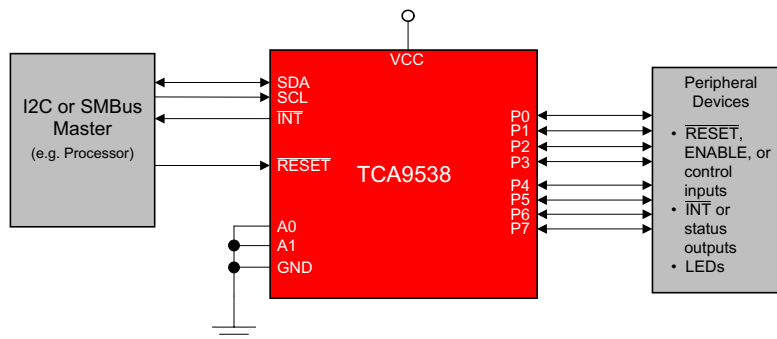 VCC
I2C or SMBus
Master
(e.g. Processor)
SDA
SCL
INT
RESET
A0
A1
GND
TCA9538
P0
P1
P2
P3
P4
P5
P6
P7
Peripheral
Devices
• RESET,
ENABLE, or
control
inputs
• INT or
status
outputs
• LEDs